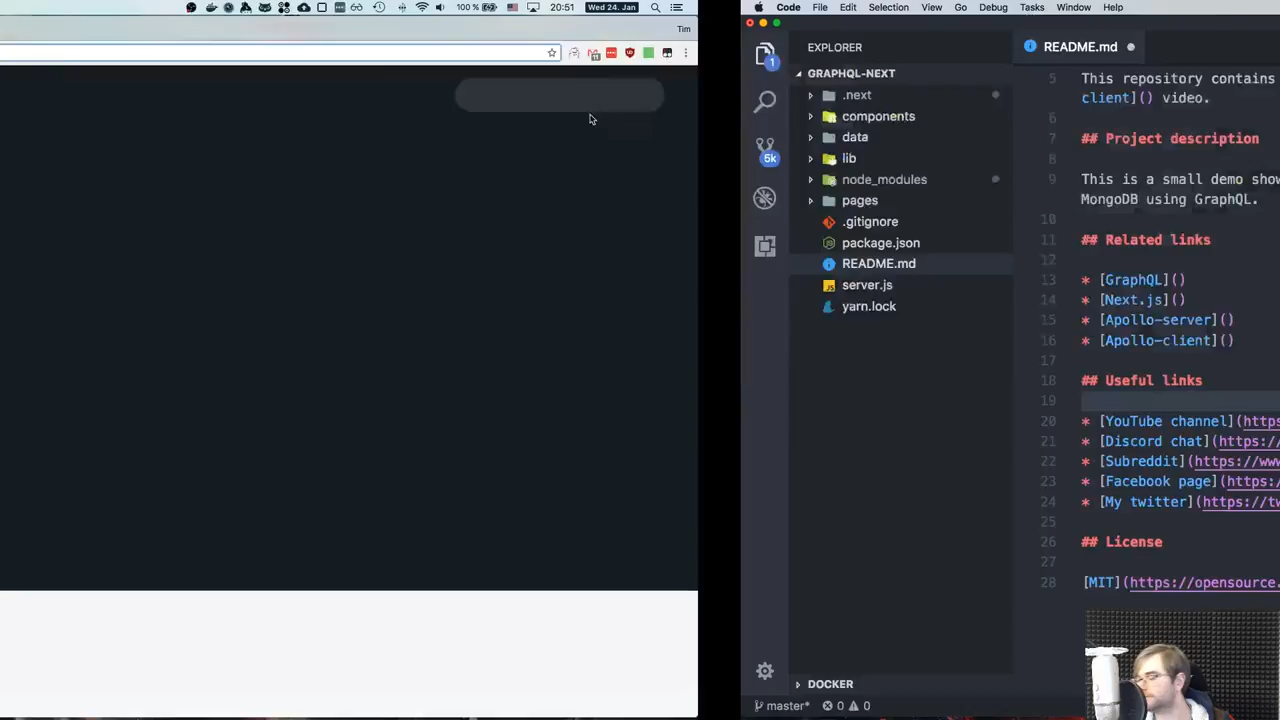 100 %
20:51
Wed 24. Jan
Tim
Code File Edit Selection View Go Debug Tasks Window Help
EXPLORER
GRAPHQL-NEXT
.next
components
data
lib
node_modules
pages
.gitignore
package.json
README.md
server.js
yarn.lock
DOCKER
master* 0 0
1
5k
README.md
5 This repository contains
client]() video.
6
7 ## Project description
8
9 This is a small demo show
MongoDB using GraphQL.
10
11 ## Related links
12
13 * [GraphQL]()
14 * [Next.js]()
15 * [Apollo-server]()
16 * [Apollo-client]()
17
18 ## Useful links
19
20 * [YouTube channel](https
21 * [Discord chat](https:/
22 * [Subreddit](https://www
23 * [Facebook page](https:/
24 * [My twitter](https://tw
25
26 ## License
27
28 [MIT](https://opensource.